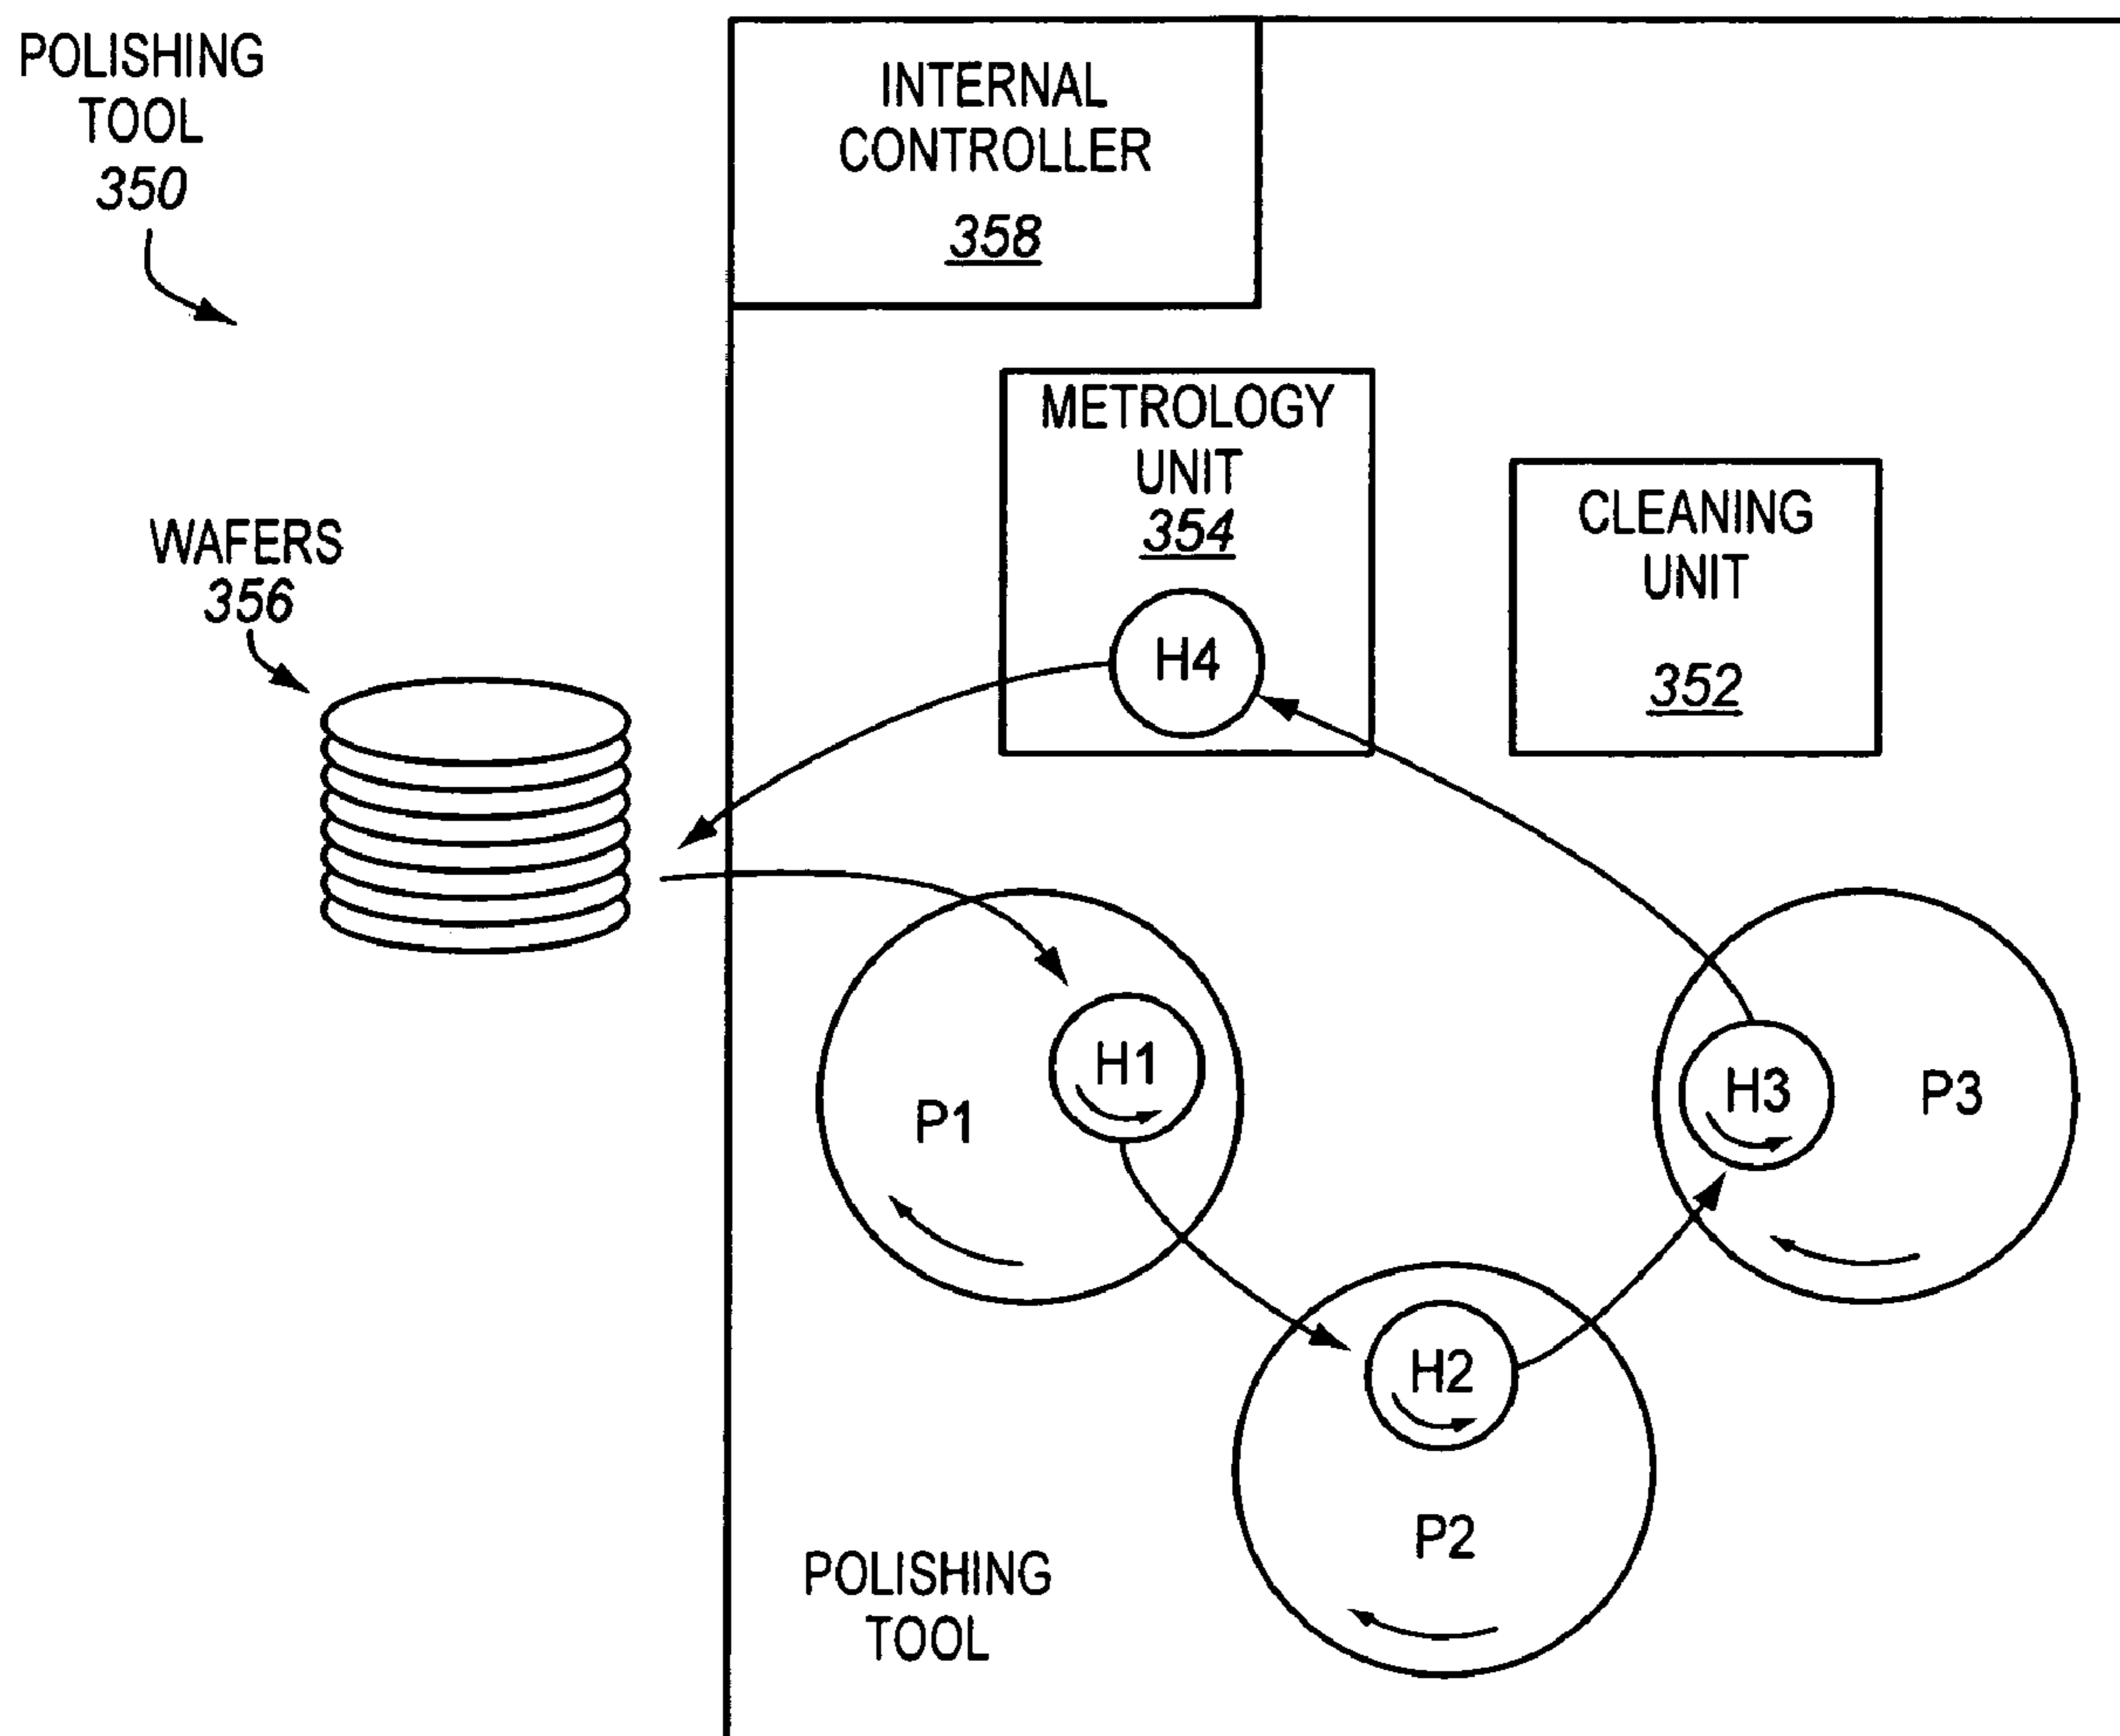 POLISHING
TOOL
350
INTERNAL
CONTROLLER
358
METROLOGY
UNIT
354
CLEANING
UNIT
352
WAFERS
356
H4
H1
P1
H3
P3
H2
P2
POLISHING
TOOL